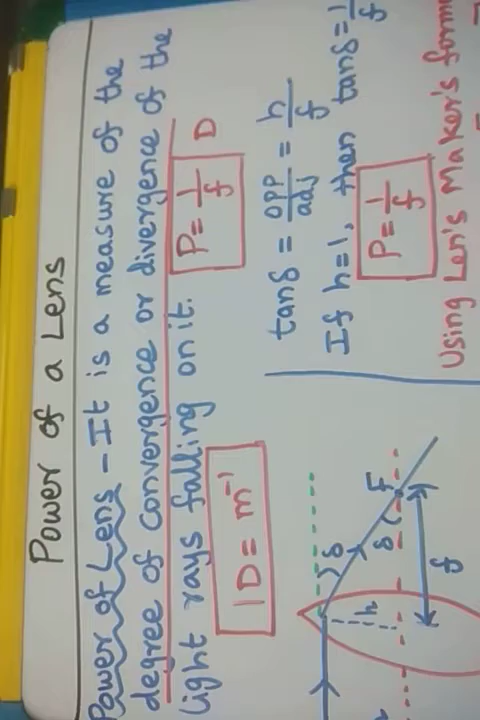 Power of a Lens
Power of Lens - It is a measure of the
degree of convergence or divergence of the
light rays falling on it. P = 1/f D
1D = m⁻¹
tanδ = opp/adj = h/f
If h=1, then tanδ = 1/f
P = 1/f
Using Len's Maker's
δ
h
δ
F
f